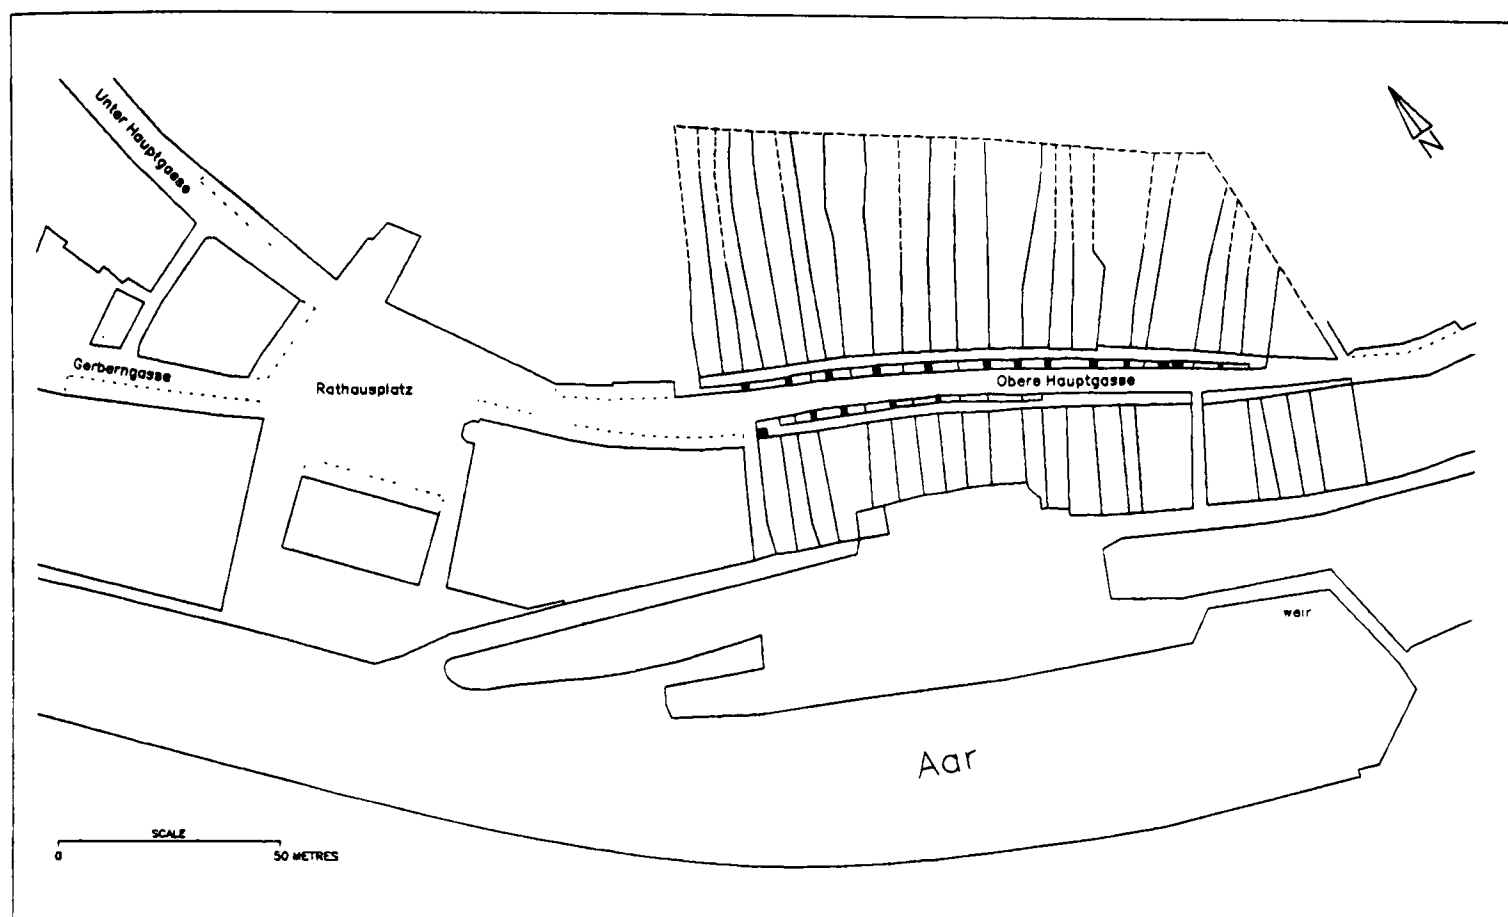 Unter Hauptgasse
N
Gerberngasse
Rathausplatz
Obere Hauptgasse
weir
Aar
SCALE
0 50 METRES